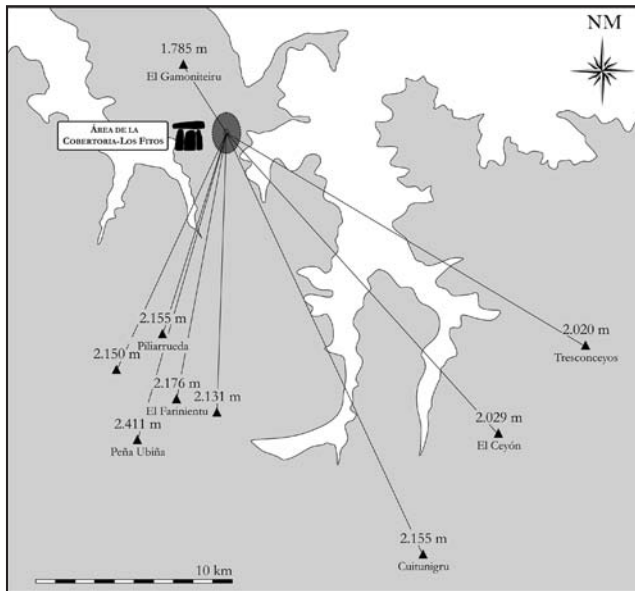 NM
1.785 m
El Gamoniteiru
Área de la
Cobertoria-Los Fitos
2.155 m
Piliarrueda
2.150 m
2.176 m
El Farinientu
2.131 m
2.411 m
Peña Ubiña
2.020 m
Tresconceyos
2.029 m
El Ceyón
2.155 m
Cuitunigru
10 km